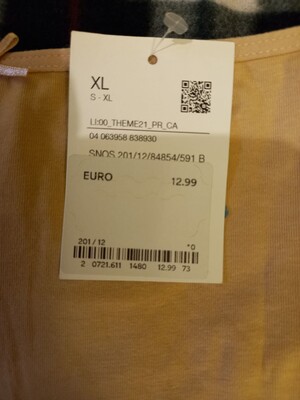 XL
S - XL
LI:00_THEME21_PR_CA
04 063958 838930
SNOS 201/12/84854/591 B
EURO 12.99
201 / 12 *0
2 0721.611 1480 12.99 73